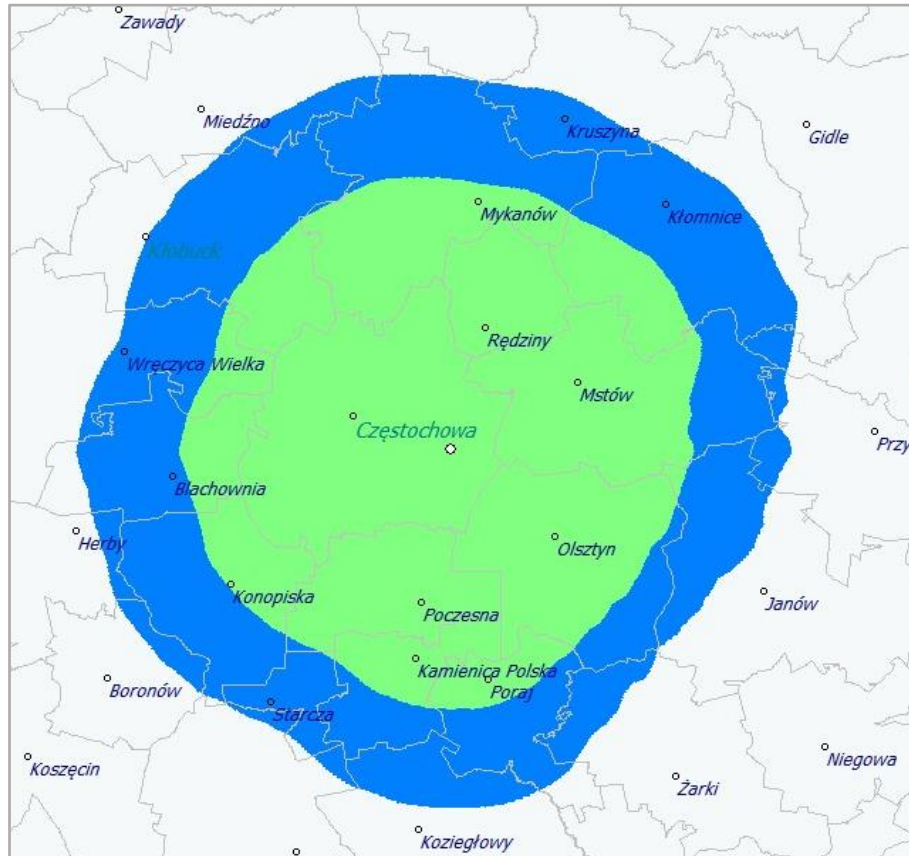 Zawady
Miedźno
Kruszyna
Gidle
Mykanów
Kłomnice
Kłobuck
Rędziny
Wręczyca Wielka
Mstów
Częstochowa
Przy
Blachownia
Herby
Olsztyn
Konopiska
Poczesna
Janów
Kamienica Polska
Boronów
Poraj
Starcza
Koszęcin
Niegowa
Żarki
Koziegłowy